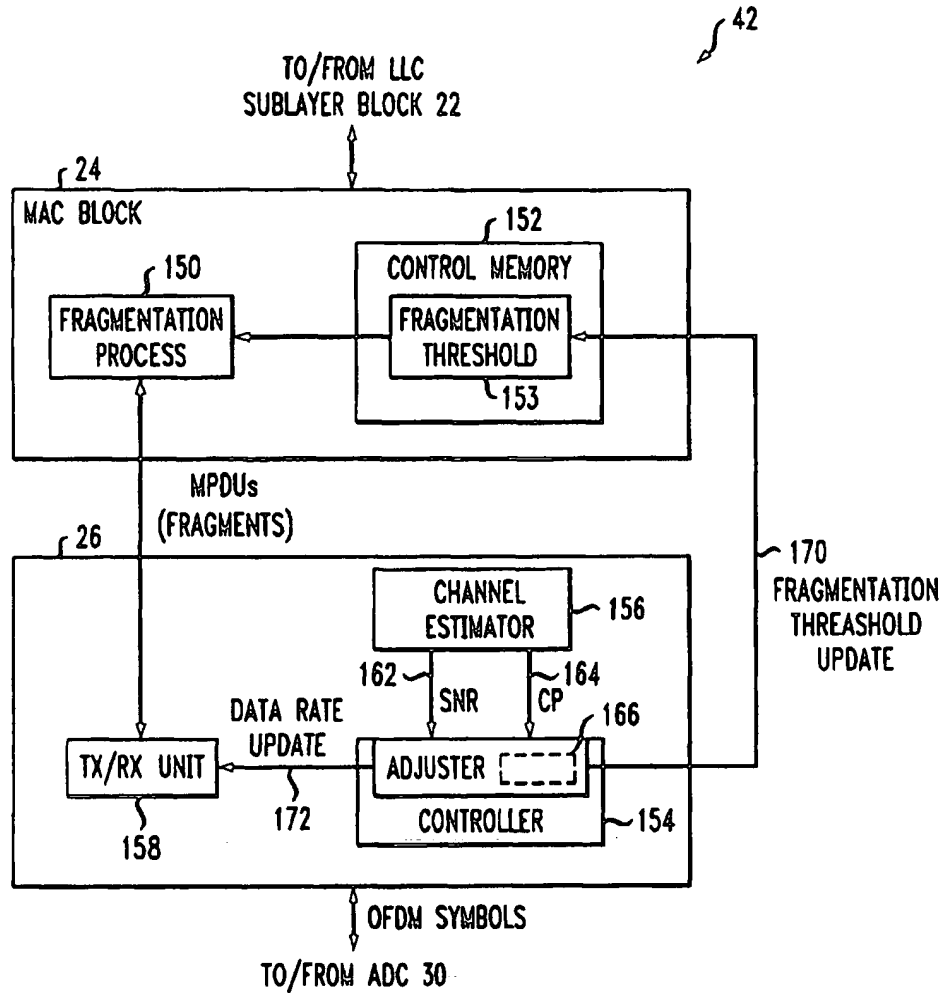 42
TO/FROM LLC
SUBLAYER BLOCK 22
24
MAC BLOCK
152
CONTROL MEMORY
150
FRAGMENTATION
PROCESS
FRAGMENTATION
THRESHOLD
153
MPDUs
(FRAGMENTS)
26
170
FRAGMENTATION
THREASHOLD
UPDATE
CHANNEL
ESTIMATOR
156
162
SNR
164
CP
166
DATA RATE
UPDATE
TX/RX UNIT
158
172
ADJUSTER
CONTROLLER
154
OFDM SYMBOLS
TO/FROM ADC 30